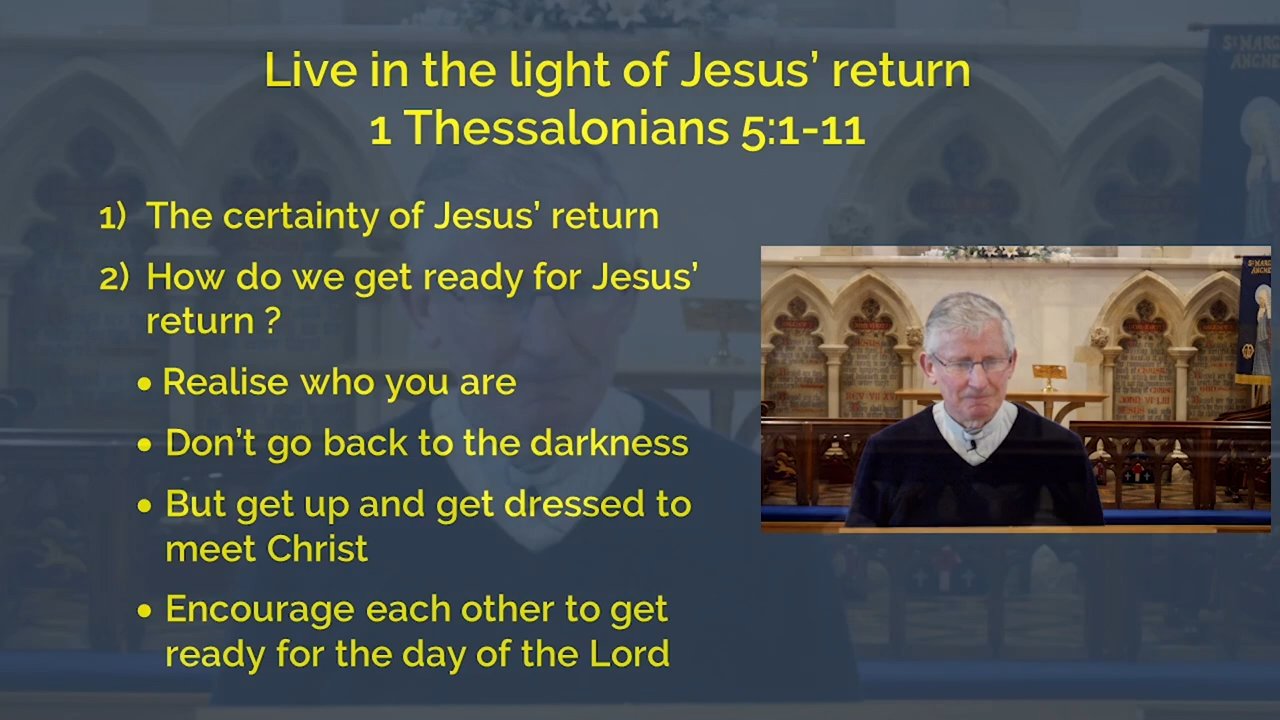 Live in the light of Jesus’ return
1 Thessalonians 5:1-11
1) The certainty of Jesus’ return
2) How do we get ready for Jesus’
return ?
• Realise who you are
• Don’t go back to the darkness
• But get up and get dressed to
meet Christ
• Encourage each other to get
ready for the day of the Lord